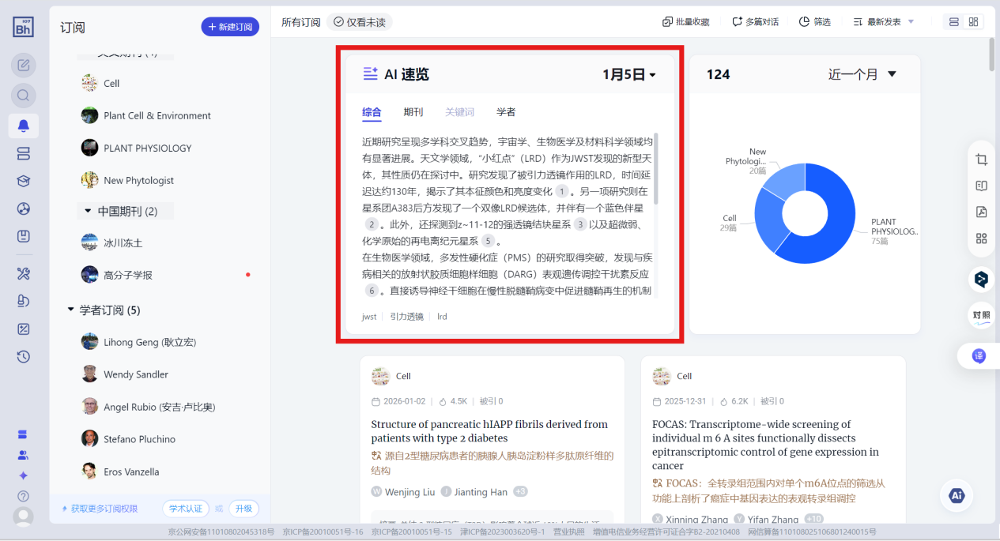 107
Bh
订阅
新建订阅
Cell
Plant Cell & Environment
PLANT PHYSIOLOGY
New Phytologist
中国期刊 (2)
冰川冻土
高分子学报
学者订阅 (5)
Lihong Geng (耿立宏)
Wendy Sandler
Angel Rubio (安吉·卢比奥)
Stefano Pluchino
Eros Vanzella
获取更多订阅权限
学术认证 或 升级
所有订阅 仅看未读
批量收藏 多篇对话 筛选 最新发表
AI 速览 1月5日
综合 期刊 关键词 学者
近期研究呈现多学科交叉趋势，宇宙学、生物医学及材料科学领域均
有显著进展。天文学领域，“小红点”（LRD）作为JWST发现的新型天
体，其性质仍在探讨中。研究发现了被引力透镜作用的LRD，时间延
迟达约130年，揭示了其本征颜色和亮度变化 1 。另一项研究则在
星系团A383后方发现了一个双像LRD候选体，并伴有一个蓝色伴星
2 。此外，还探测到z~11-12的强透镜结块星系 3 以及超微弱、
化学原始的再电离纪元星系 5 。
在生物医学领域，多发性硬化症（PMS）的研究取得突破，发现与疾
病相关的放射状胶质细胞样细胞（DARG）表观遗传调控干扰素反应
6 。直接诱导神经干细胞在慢性脱髓鞘病变中促进髓鞘再生的机制
jwst 引力透镜 lrd
124 近一个月
New
Phytologi...
20篇
Cell
29篇
PLANT
PHYSIOLOG..
75篇
Cell
2026-01-02 4.5K 被引 0
Structure of pancreatic hIAPP fibrils derived from
patients with type 2 diabetes
源自2型糖尿病患者的胰腺人胰岛淀粉样多肽原纤维的
结构
W Wenjing Liu J Jianting Han +3
Cell
2025-12-31 6.2K 被引 0
FOCAS: Transcriptome-wide screening of
individual m 6 A sites functionally dissects
epitranscriptomic control of gene expression in
cancer
FOCAS：全转录组范围内对单个m6A位点的筛选从
功能上剖析了癌症中基因表达的表观转录组调控
X Xinning Zhang Y Yifan Zhang +10
对照
译
Ai
京公网安备11010802045318号 京ICP备20010051号-16 京ICP备20010051号-15 津ICP备2023003620号-1 营业执照 增值电信业务经营许可证合字B2-20210408 网信算备110108025106801240015号